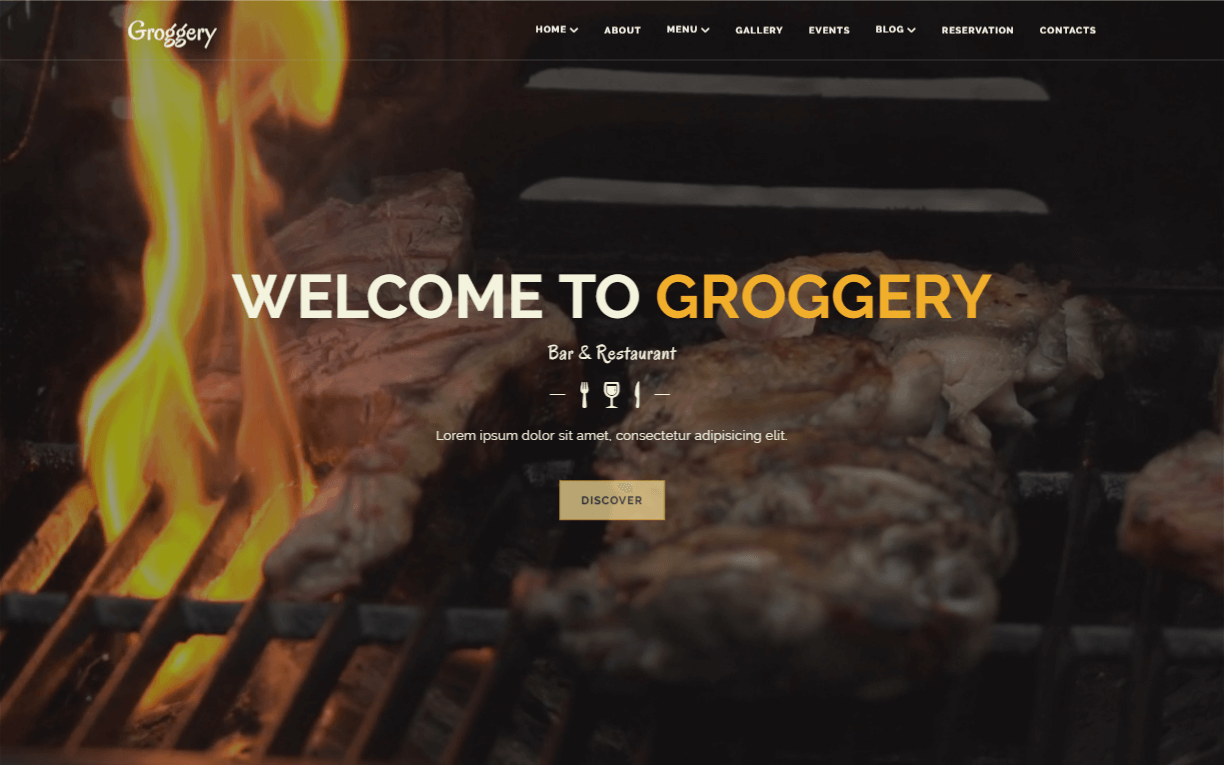 Groggery
HOME ABOUT MENU GALLERY EVENTS BLOG RESERVATION CONTACTS
WELCOME TO GROGGERY
Bar & Restaurant
Lorem ipsum dolor sit amet, consectetur adipisicing elit.
DISCOVER